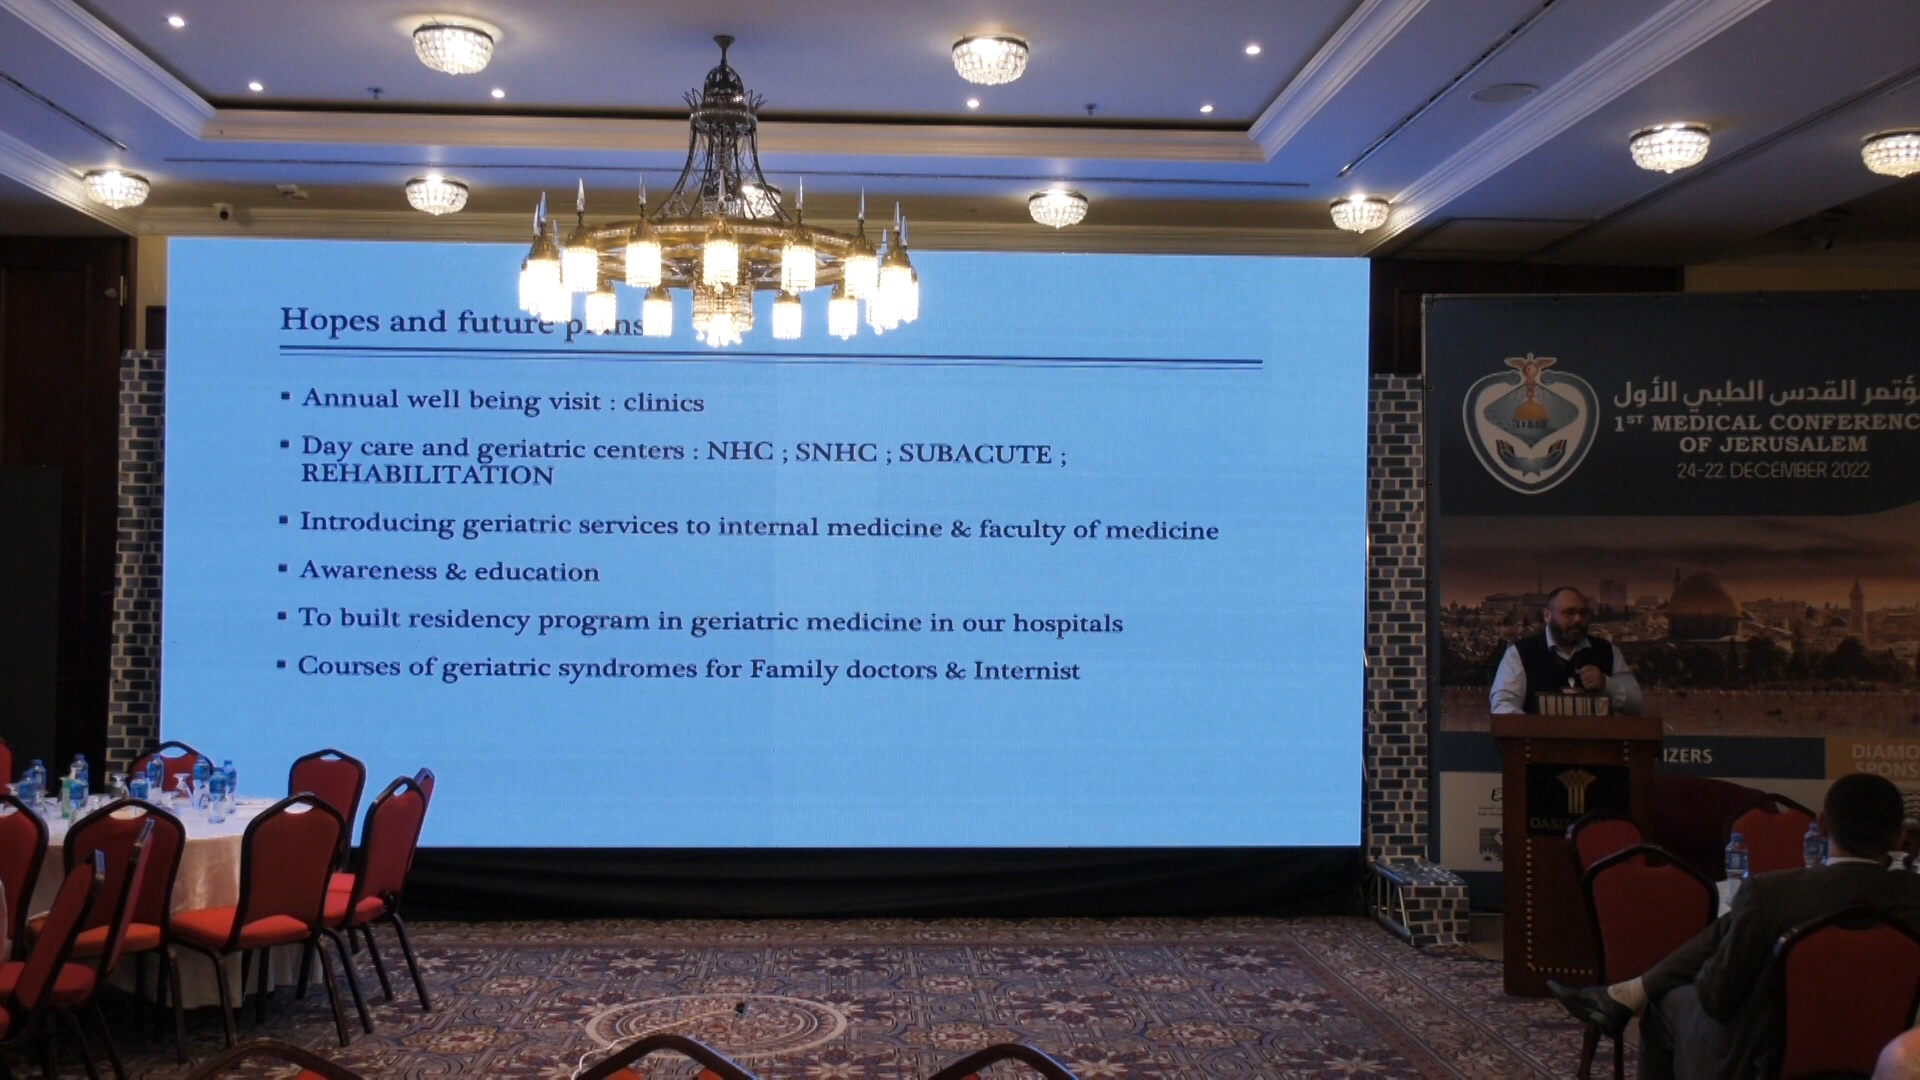 Hopes and future plans
▪ Annual well being visit : clinics
▪ Day care and geriatric centers : NHC ; SNHC ; SUBACUTE ;
REHABILITATION
▪ Introducing geriatric services to internal medicine & faculty of medicine
▪ Awareness & education
▪ To built residency program in geriatric medicine in our hospitals
▪ Courses of geriatric syndromes for Family doctors & Internist
القدس الطبي الأول
1ST MEDICAL CONFERENC
OF JERUSALEM
24-22 DECEMBER 2022
IZERS
DIAMO
SPONS